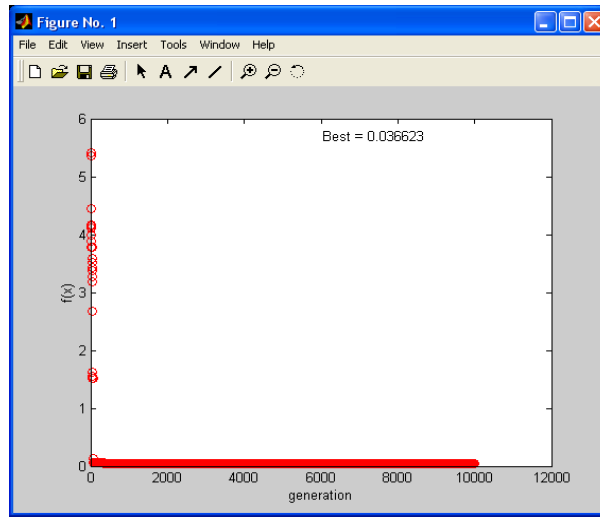 Figure No. 1
File Edit View Insert Tools Window Help
Best = 0.036623
6
5
4
3
2
1
0
f(x)
0 2000 4000 6000 8000 10000 12000
generation